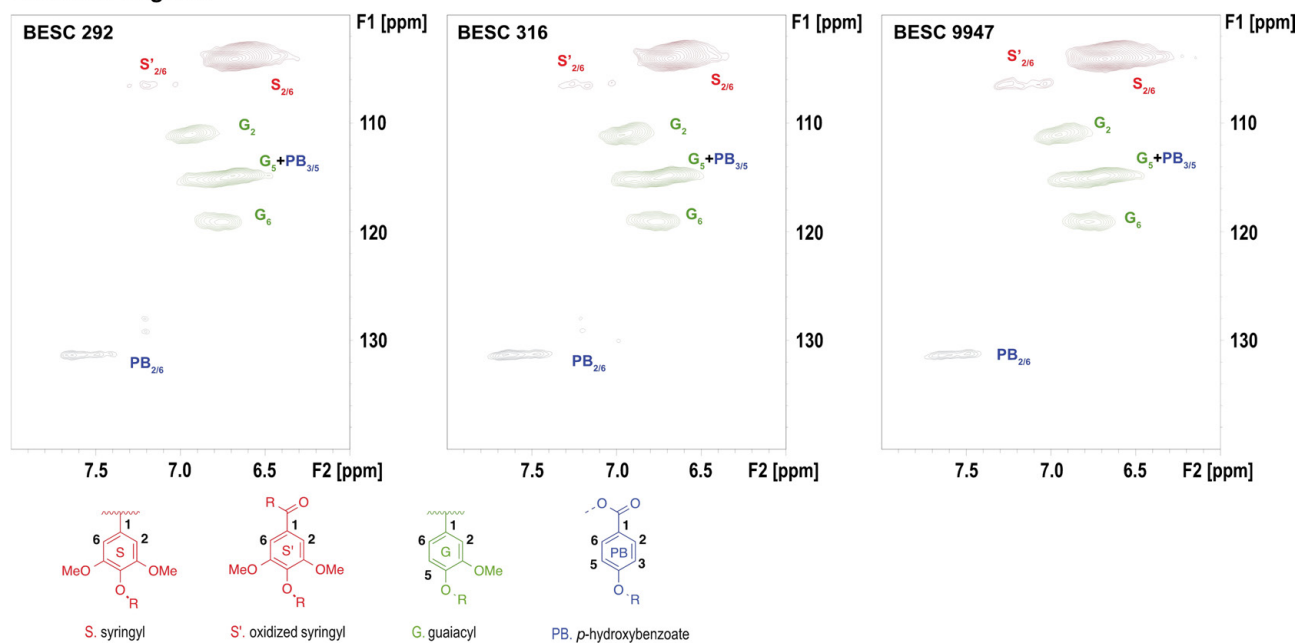 BESC 292
F1 [ppm]
S'2/6
S2/6
G2
G5+PB3/5
G6
PB2/6
110
120
130
7.5 7.0 6.5 F2 [ppm]
BESC 316
F1 [ppm]
S'2/6
S2/6
G2
G5+PB3/5
G6
PB2/6
110
120
130
7.5 7.0 6.5 F2 [ppm]
BESC 9947
F1 [ppm]
S'2/6
S2/6
G2
G5+PB3/5
G6
PB2/6
110
120
130
7.5 7.0 6.5 F2 [ppm]
1
6 2
S
MeO OMe
O
R
S. syringyl
R O
1
6 2
S'
MeO OMe
O
R
S'. oxidized syringyl
1
6 2
G
5 OMe
O
R
G. guaiacyl
O O
1
6 2
PB
5 3
O
R
PB. p-hydroxybenzoate